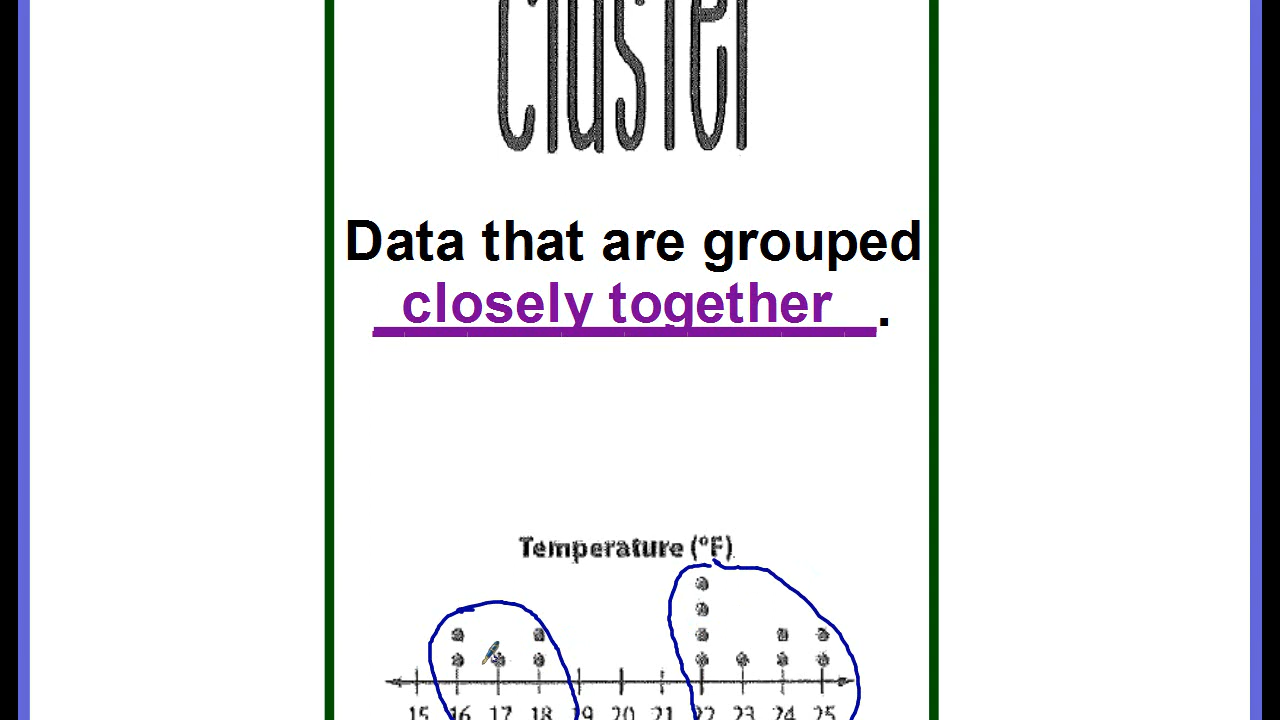 cluster
Data that are grouped
closely together.
Temperature (°F)
15 16 17 18 19 20 21 22 23 24 25